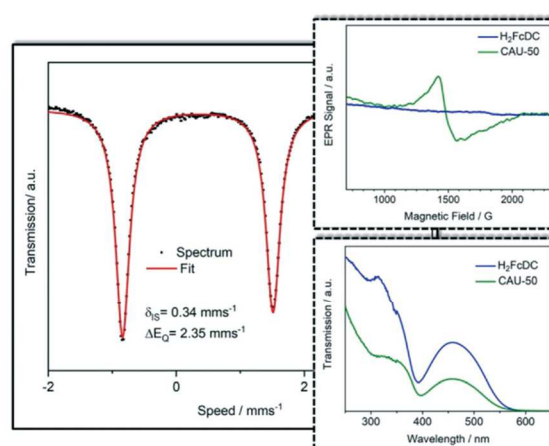 Transmission/ a.u.
Spectrum
Fit
δIS= 0.34 mms-1
ΔEQ= 2.35 mms-1
-2
0
2
Speed / mms-1
EPR Signal / a.u.
H2FcDC
CAU-50
1000
1500
2000
Magnetic Field / G
Transmission / a.u.
H2FcDC
CAU-50
300
400
500
600
Wavelength / nm